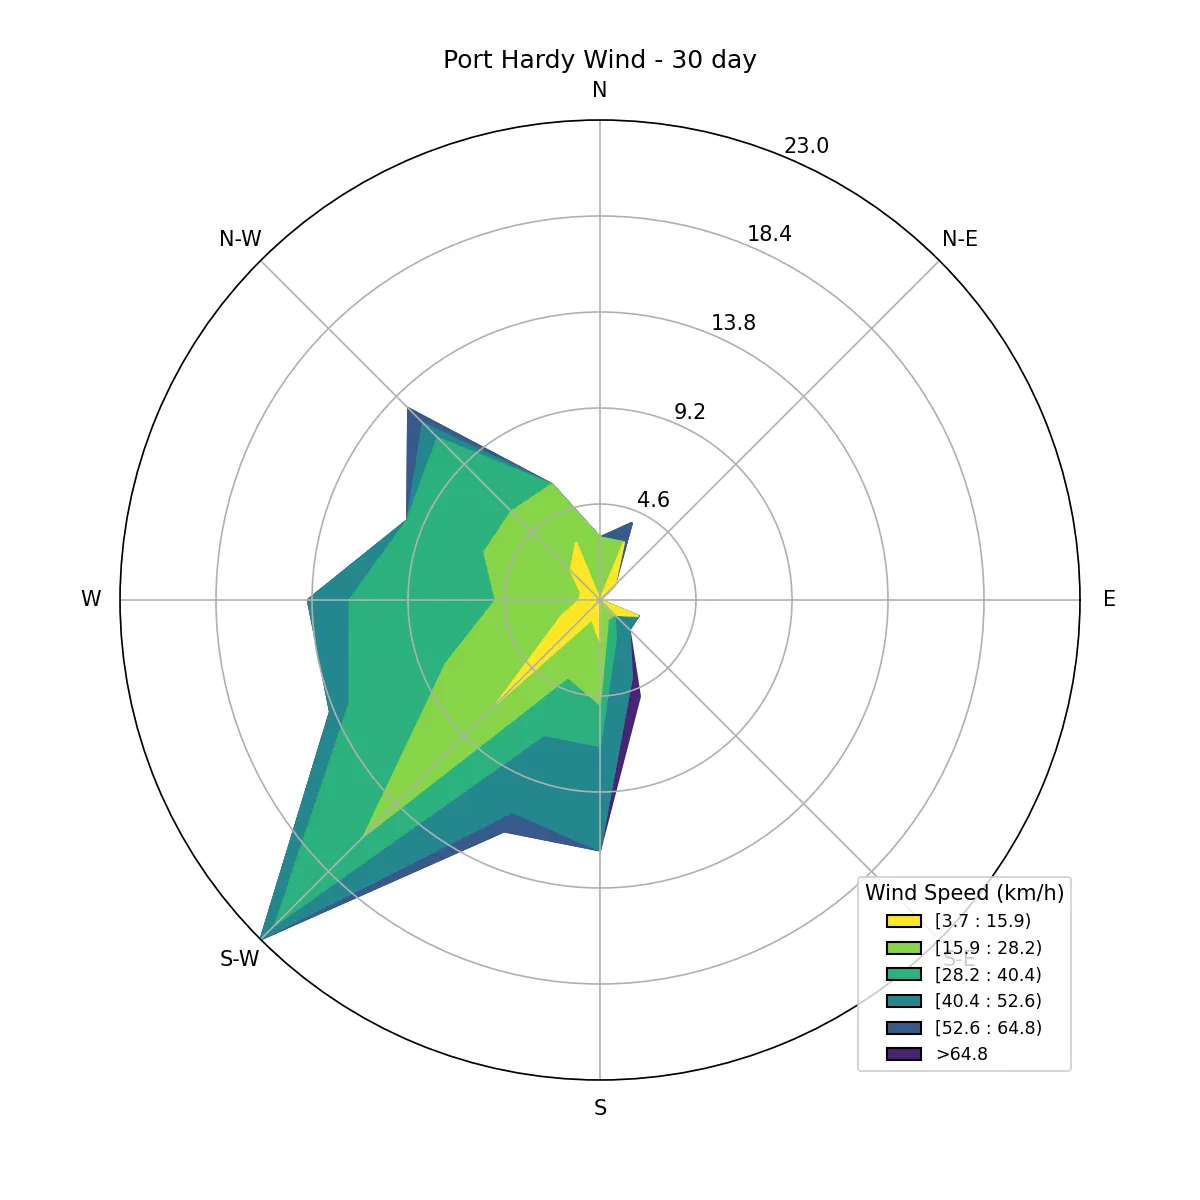 Port Hardy Wind - 30 day
N
23.0
18.4
N-W
N-E
13.8
9.2
4.6
W
E
S-W
S-E
Wind Speed (km/h)
[3.7 : 15.9)
[15.9 : 28.2)
[28.2 : 40.4)
[40.4 : 52.6)
[52.6 : 64.8)
>64.8
S